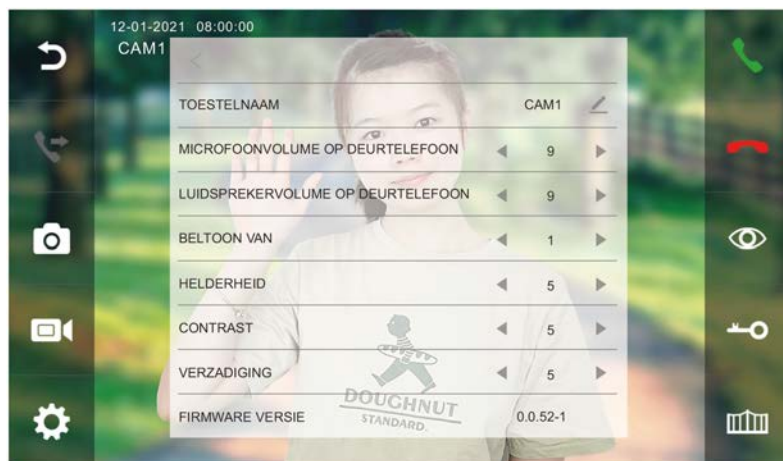 12-01-2021 08:00:00
CAM1
TOESTELNAAM CAM1
MICROFOONVOLUME OP DEURTELEFOON 9
LUIDSPREKERVOLUME OP DEURTELEFOON 9
BELTOON VAN 1
HELDERHEID 5
CONTRAST 5
VERZADIGING 5
DOUGHNUT
STANDARD.
FIRMWARE VERSIE 0.0.52-1